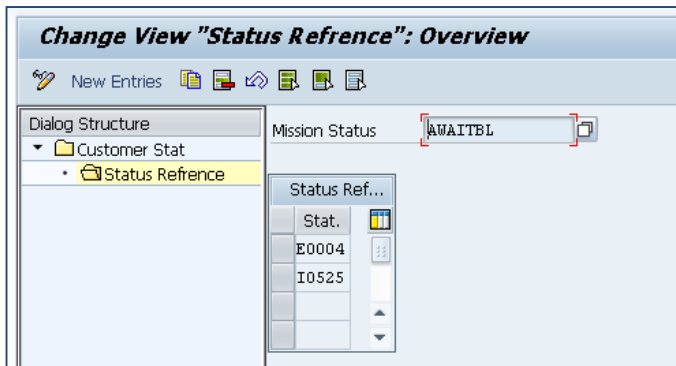 Change View "Status Refrence": Overview
New Entries
Dialog Structure
Customer Stat
Status Refrence
Mission Status AWAITBL
Status Ref...
Stat.
E0004
I0525